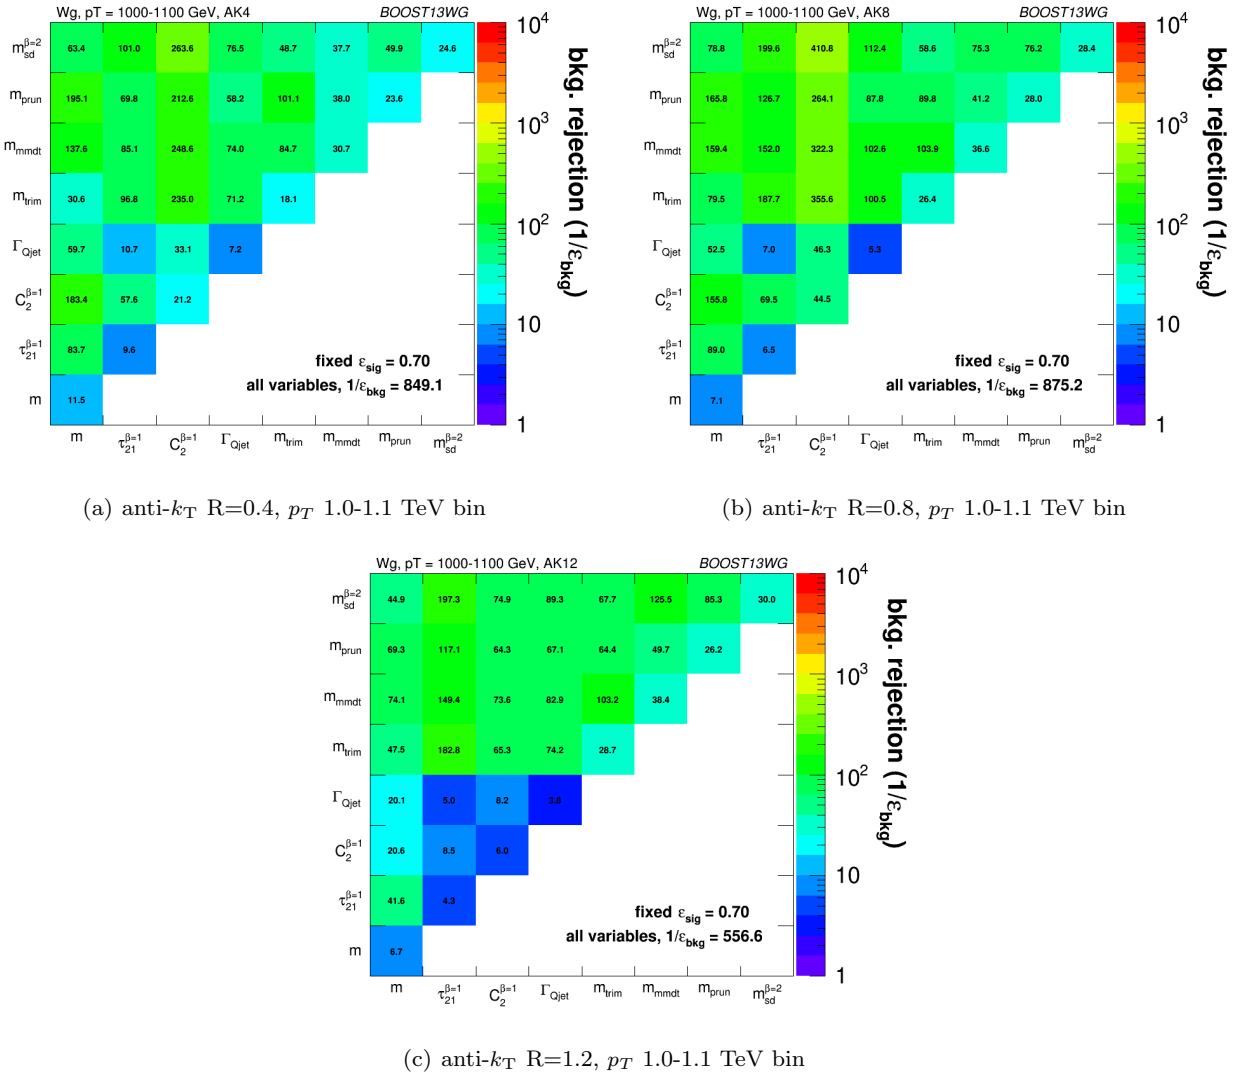 Wg, pT = 1000-1100 GeV, AK4 BOOST13WG
m_sd^β=2 63.4 101.0 263.6 76.5 48.7 37.7 49.9 24.6
m_prun 195.1 69.8 212.6 58.2 101.1 38.0 23.6
m_mmdt 137.6 85.1 248.6 74.0 84.7 30.7
m_trim 30.6 96.8 235.0 71.2 18.1
Γ_Qjet 59.7 10.7 33.1 7.2
C_2^β=1 183.4 57.6 21.2
τ_21^β=1 83.7 9.6
m 11.5
fixed ε_sig = 0.70
all variables, 1/ε_bkg = 849.1
m τ_21^β=1 C_2^β=1 Γ_Qjet m_trim m_mmdt m_prun m_sd^β=2
10^4
10^3
10^2
10
1
bkg. rejection (1/ε_bkg)
(a) anti-k_T R=0.4, p_T 1.0-1.1 TeV bin
Wg, pT = 1000-1100 GeV, AK8 BOOST13WG
m_sd^β=2 78.8 199.6 410.8 112.4 58.6 75.3 76.2 28.4
m_prun 165.8 126.7 264.1 87.8 89.8 41.2 28.0
m_mmdt 159.4 152.0 322.3 102.6 103.9 36.6
m_trim 79.5 187.7 355.6 100.5 26.4
Γ_Qjet 52.5 7.0 46.3 5.3
C_2^β=1 155.8 69.5 44.5
τ_21^β=1 89.0 6.5
m 7.1
fixed ε_sig = 0.70
all variables, 1/ε_bkg = 875.2
m τ_21^β=1 C_2^β=1 Γ_Qjet m_trim m_mmdt m_prun m_sd^β=2
10^4
10^3
10^2
10
1
bkg. rejection (1/ε_bkg)
(b) anti-k_T R=0.8, p_T 1.0-1.1 TeV bin
Wg, pT = 1000-1100 GeV, AK12 BOOST13WG
m_sd^β=2 44.9 197.3 74.9 89.3 67.7 125.5 85.3 30.0
m_prun 69.3 117.1 64.3 67.1 64.4 49.7 26.2
m_mmdt 74.1 149.4 73.6 82.9 103.2 38.4
m_trim 47.5 182.8 65.3 74.2 28.7
Γ_Qjet 20.1 5.0 8.2 3.8
C_2^β=1 20.6 8.5 6.0
τ_21^β=1 41.6 4.3
m 6.7
fixed ε_sig = 0.70
all variables, 1/ε_bkg = 556.6
m τ_21^β=1 C_2^β=1 Γ_Qjet m_trim m_mmdt m_prun m_sd^β=2
10^4
10^3
10^2
10
1
bkg. rejection (1/ε_bkg)
(c) anti-k_T R=1.2, p_T 1.0-1.1 TeV bin